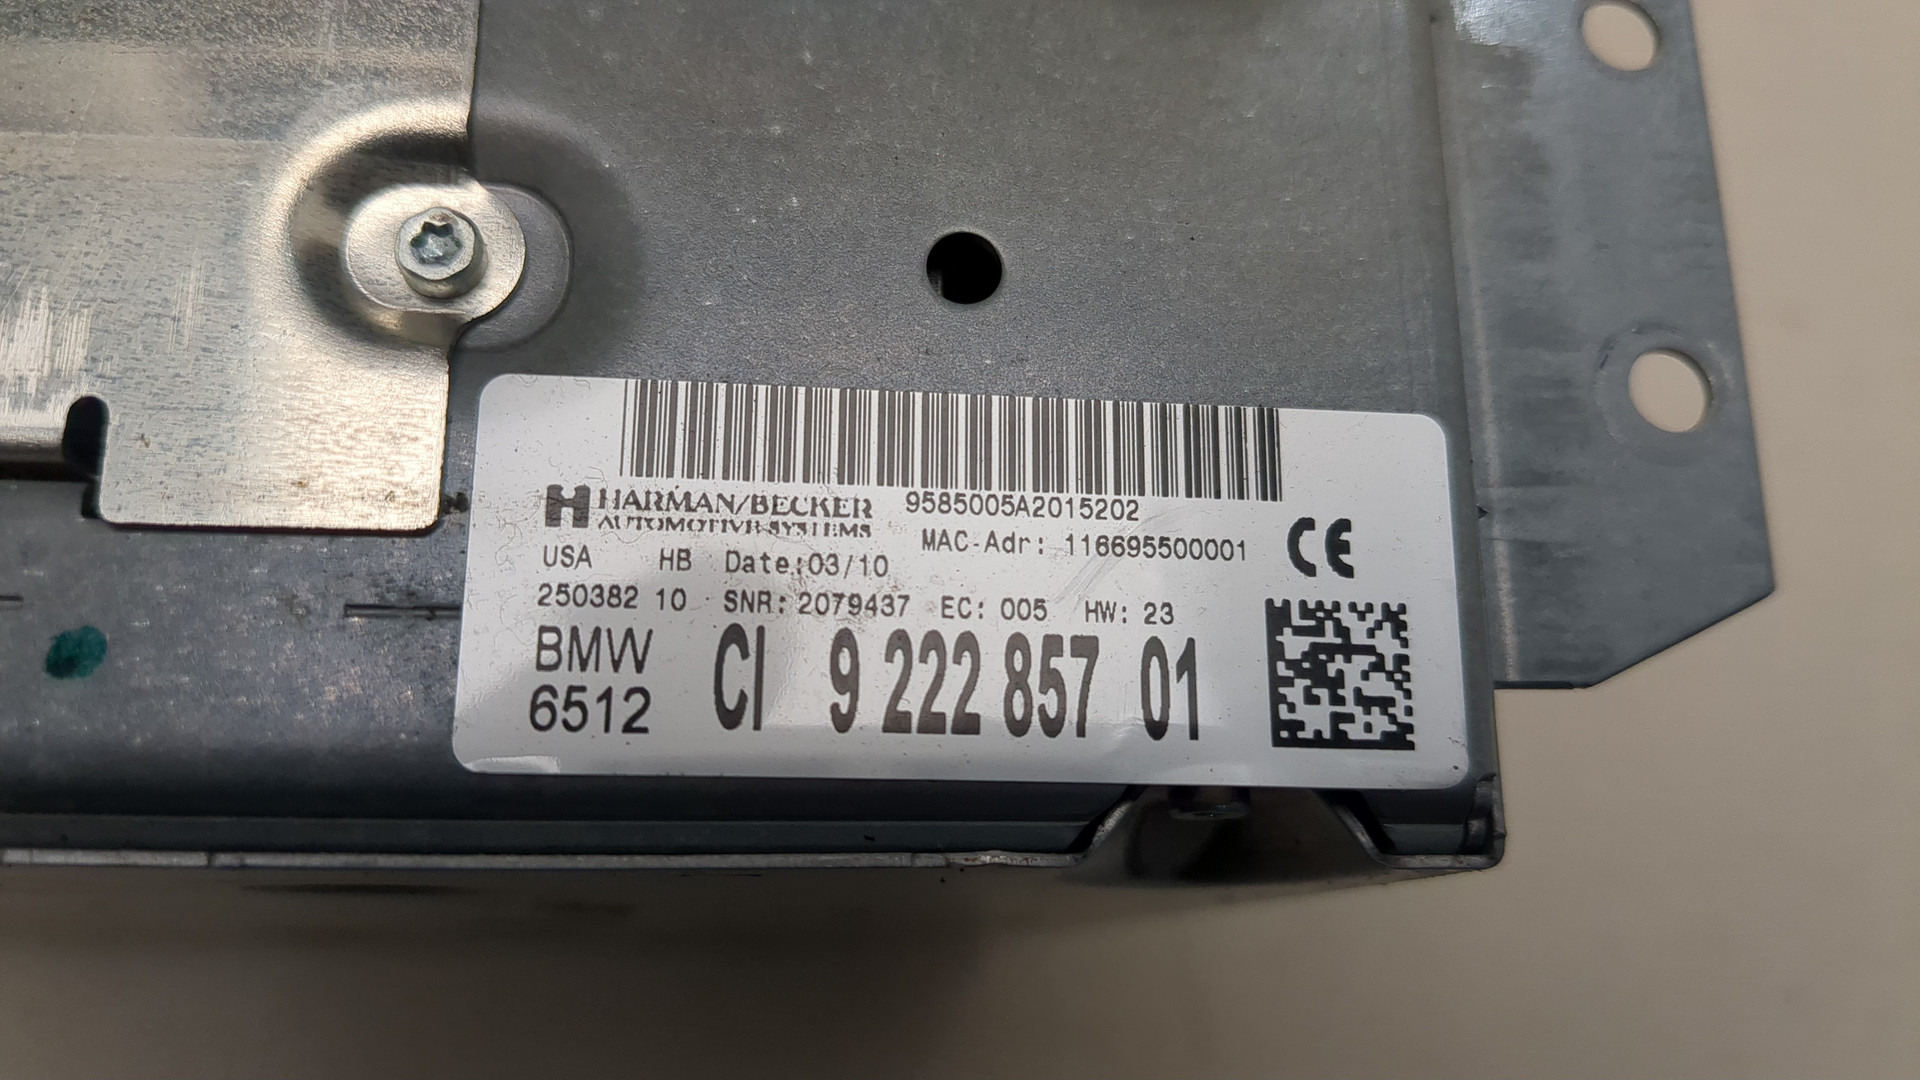 HARMAN/BECKER 9585005A2015202
AUTOMOTIVE SYSTEMS
MAC-Adr: 116695500001
CE
USA HB Date:03/10
250382 10 SNR: 2079437 EC: 005 HW: 23
BMW
6512
CI 9 222 857 01